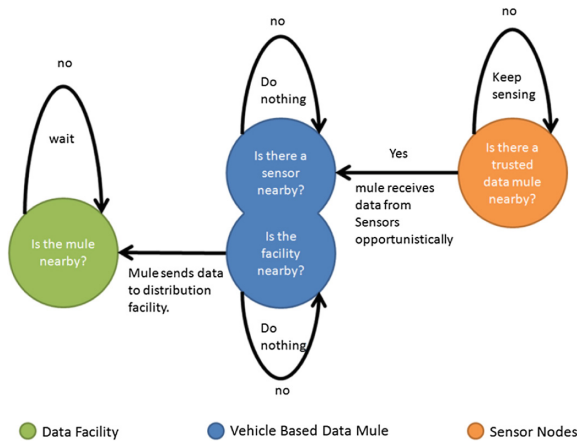 no
no
no
Do
nothing
Keep
sensing
wait
Is there a
sensor
nearby?
Yes
Is there a
trusted
data mule
nearby?
mule receives
data from
Sensors
opportunistically
Is the mule
nearby?
Is the
facility
nearby?
Mule sends data
to distribution
facility.
Do
nothing
no
Data Facility
Vehicle Based Data Mule
Sensor Nodes